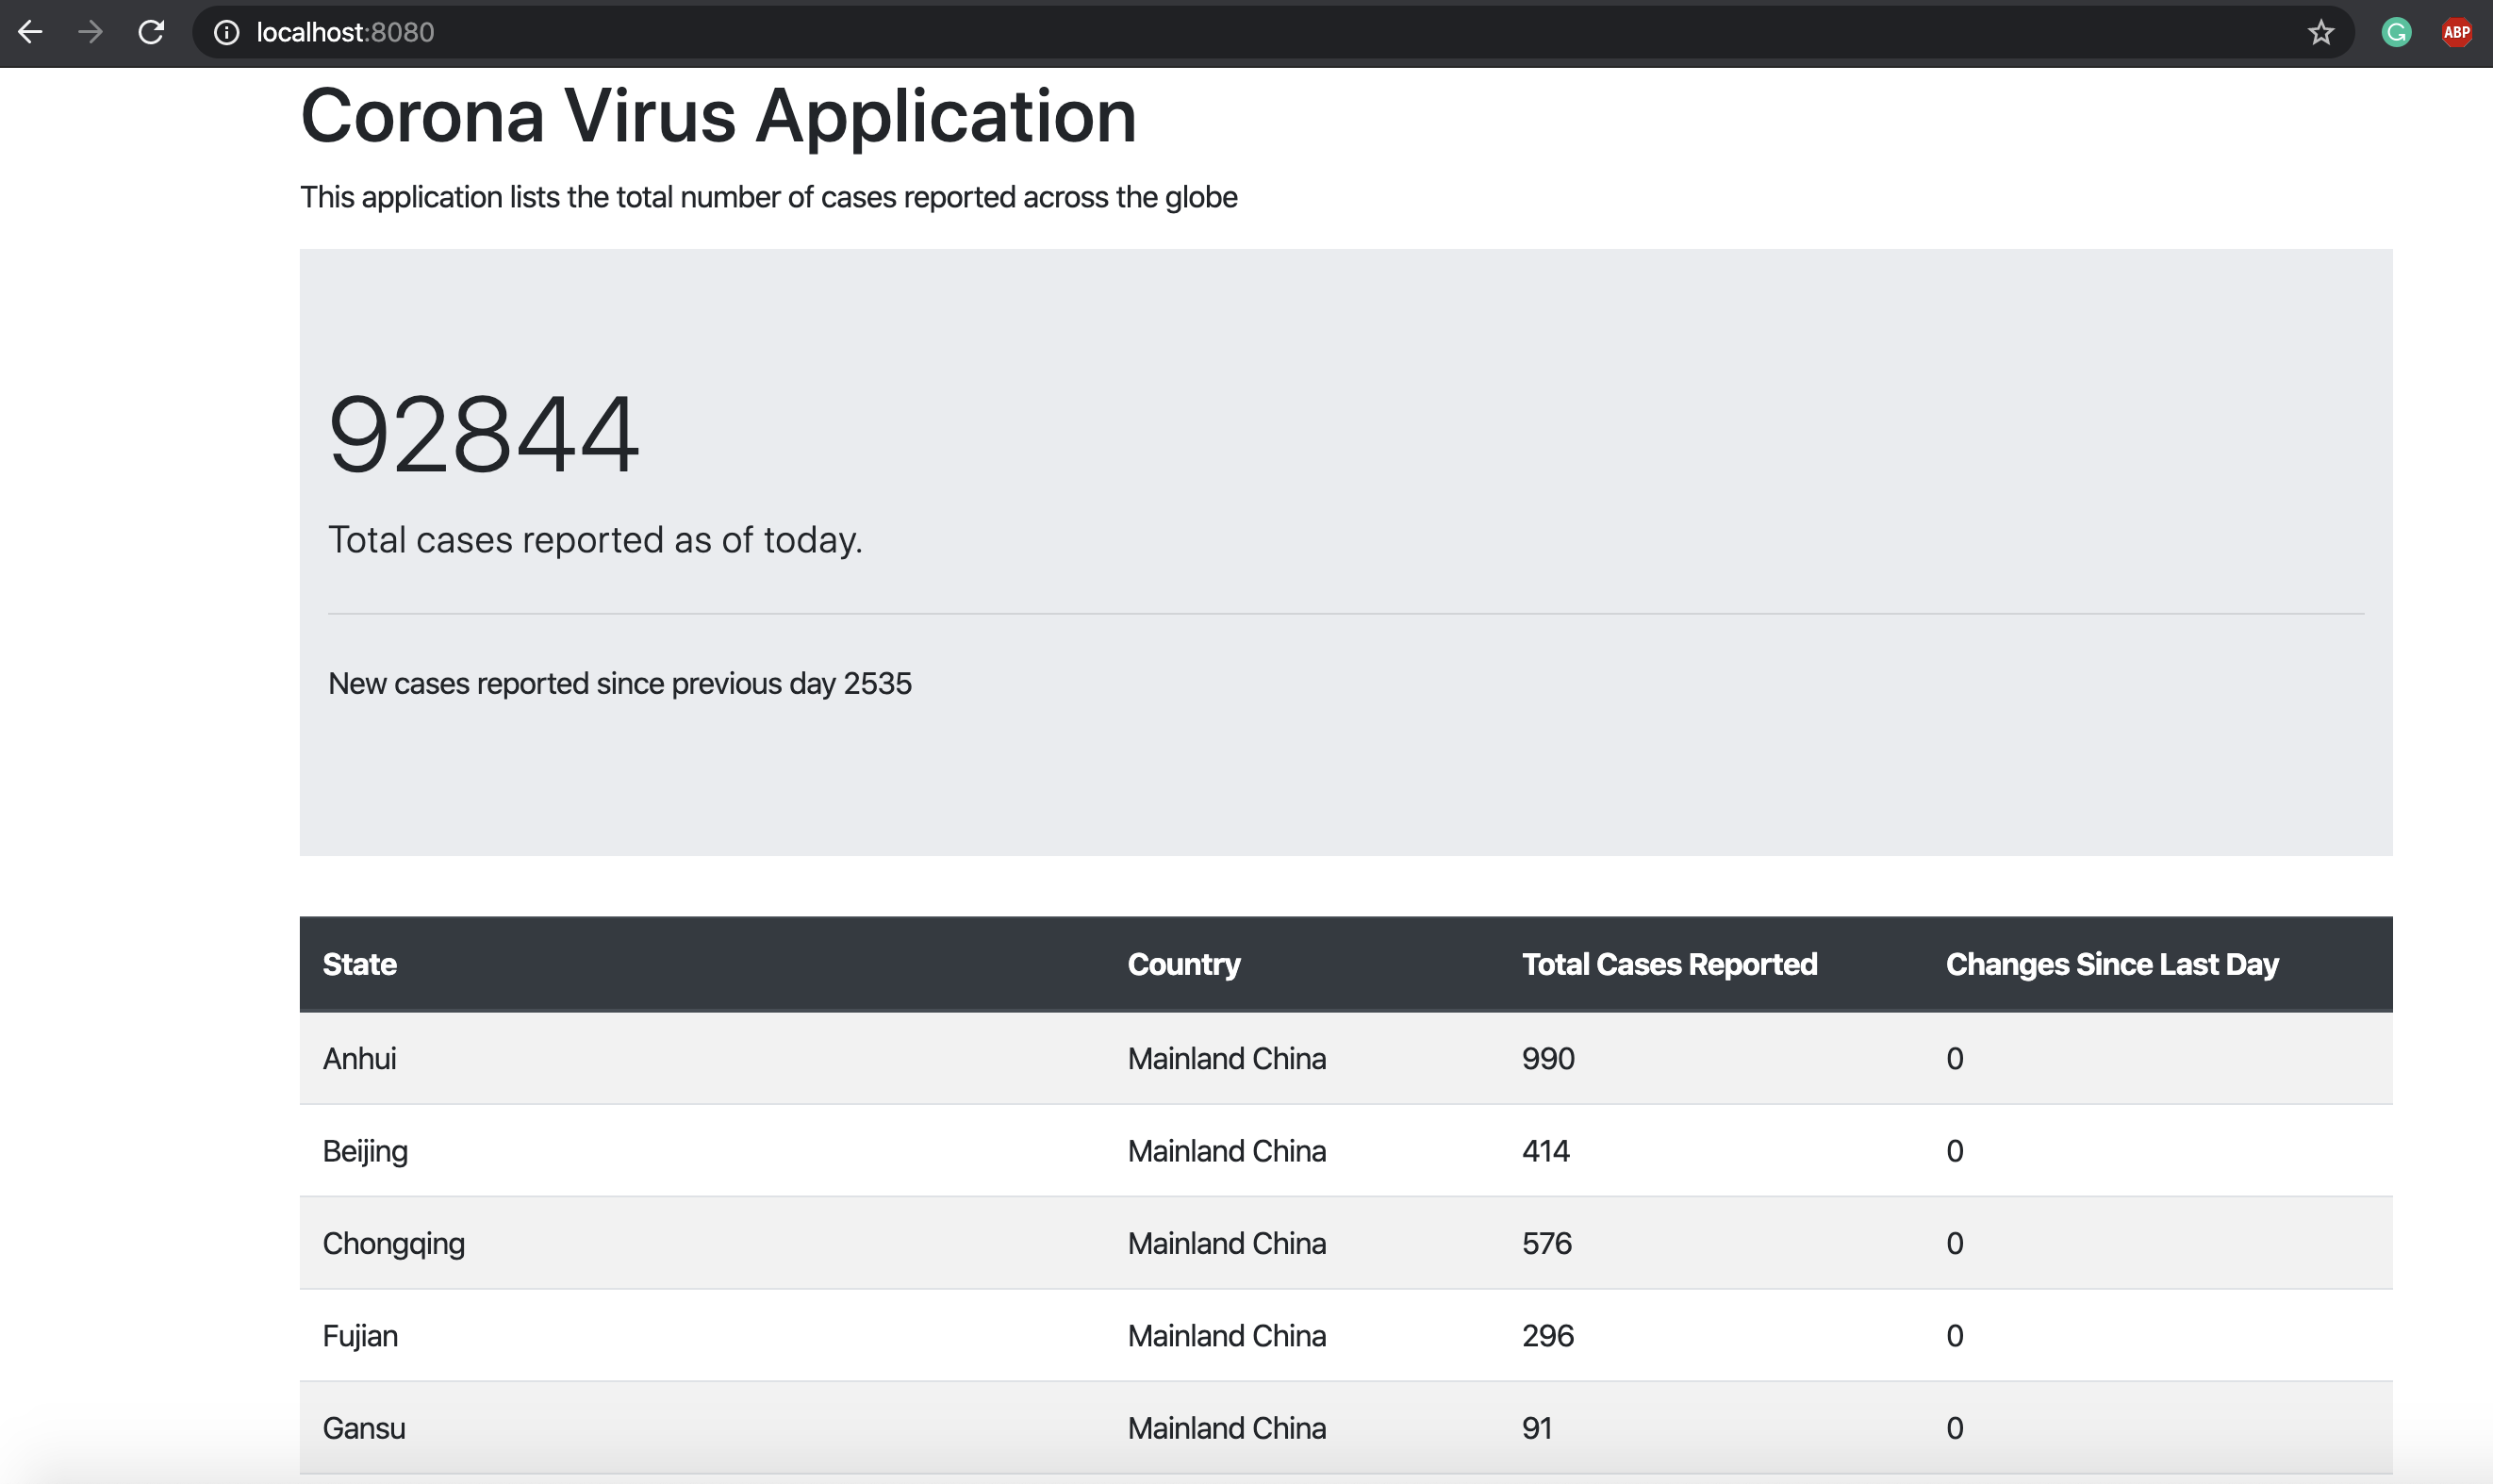 localhost:8080
ABP
Corona Virus Application
This application lists the total number of cases reported across the globe
92844
Total cases reported as of today.
New cases reported since previous day 2535
State Country Total Cases Reported Changes Since Last Day
Anhui Mainland China 990 0
Beijing Mainland China 414 0
Chongqing Mainland China 576 0
Fujian Mainland China 296 0
Gansu Mainland China 91 0